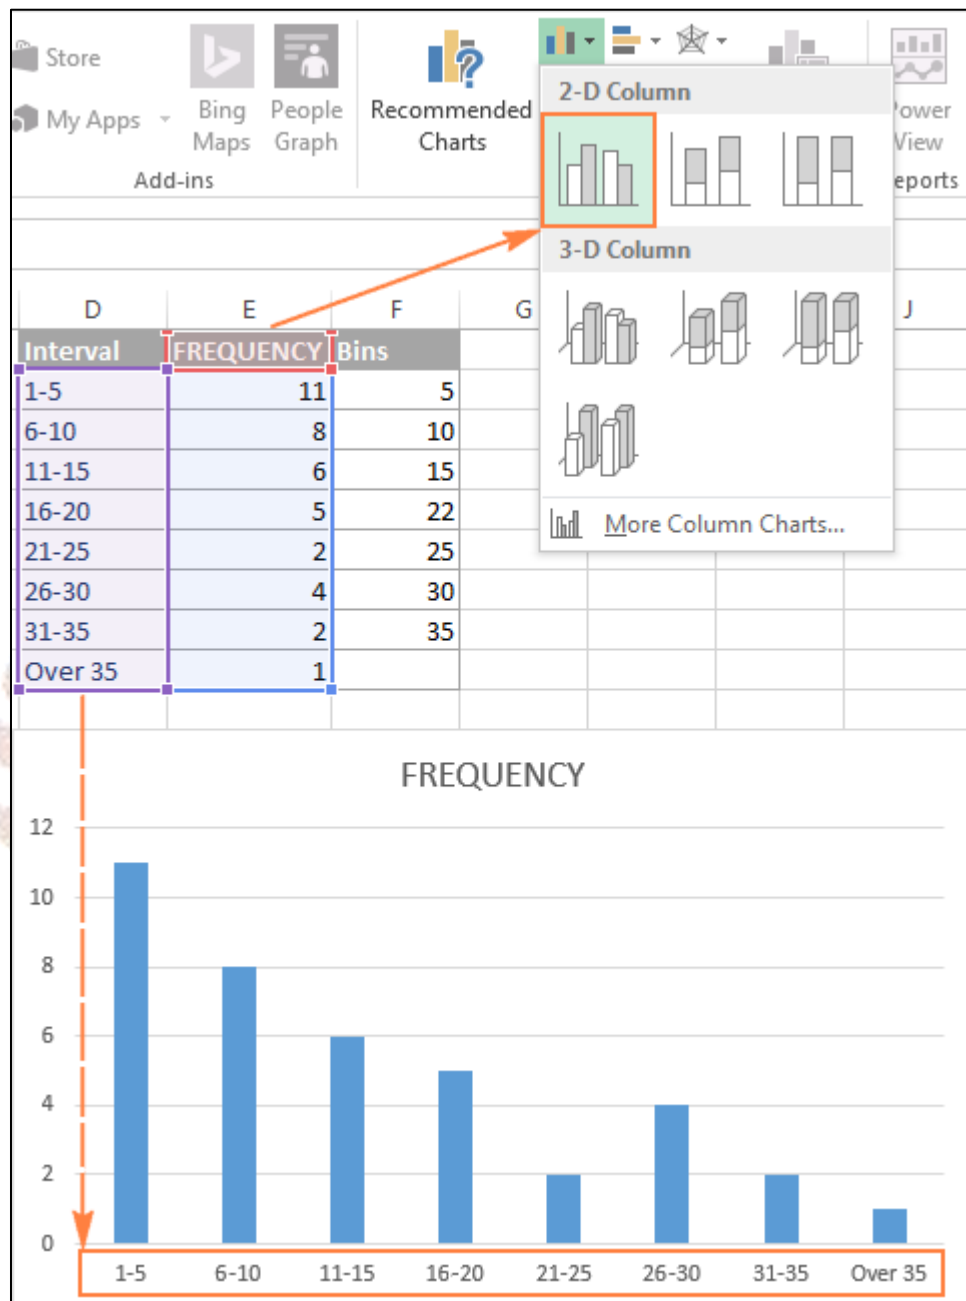 Store
My Apps
Bing Maps
People Graph
Add-ins
Recommended Charts
2-D Column
3-D Column
More Column Charts...
View
D E F G J
Interval FREQUENCY Bins
1-5 11 5
6-10 8 10
11-15 6 15
16-20 5 22
21-25 2 25
26-30 4 30
31-35 2 35
Over 35 1
FREQUENCY
12
10
8
6
4
2
0
1-5 6-10 11-15 16-20 21-25 26-30 31-35 Over 35